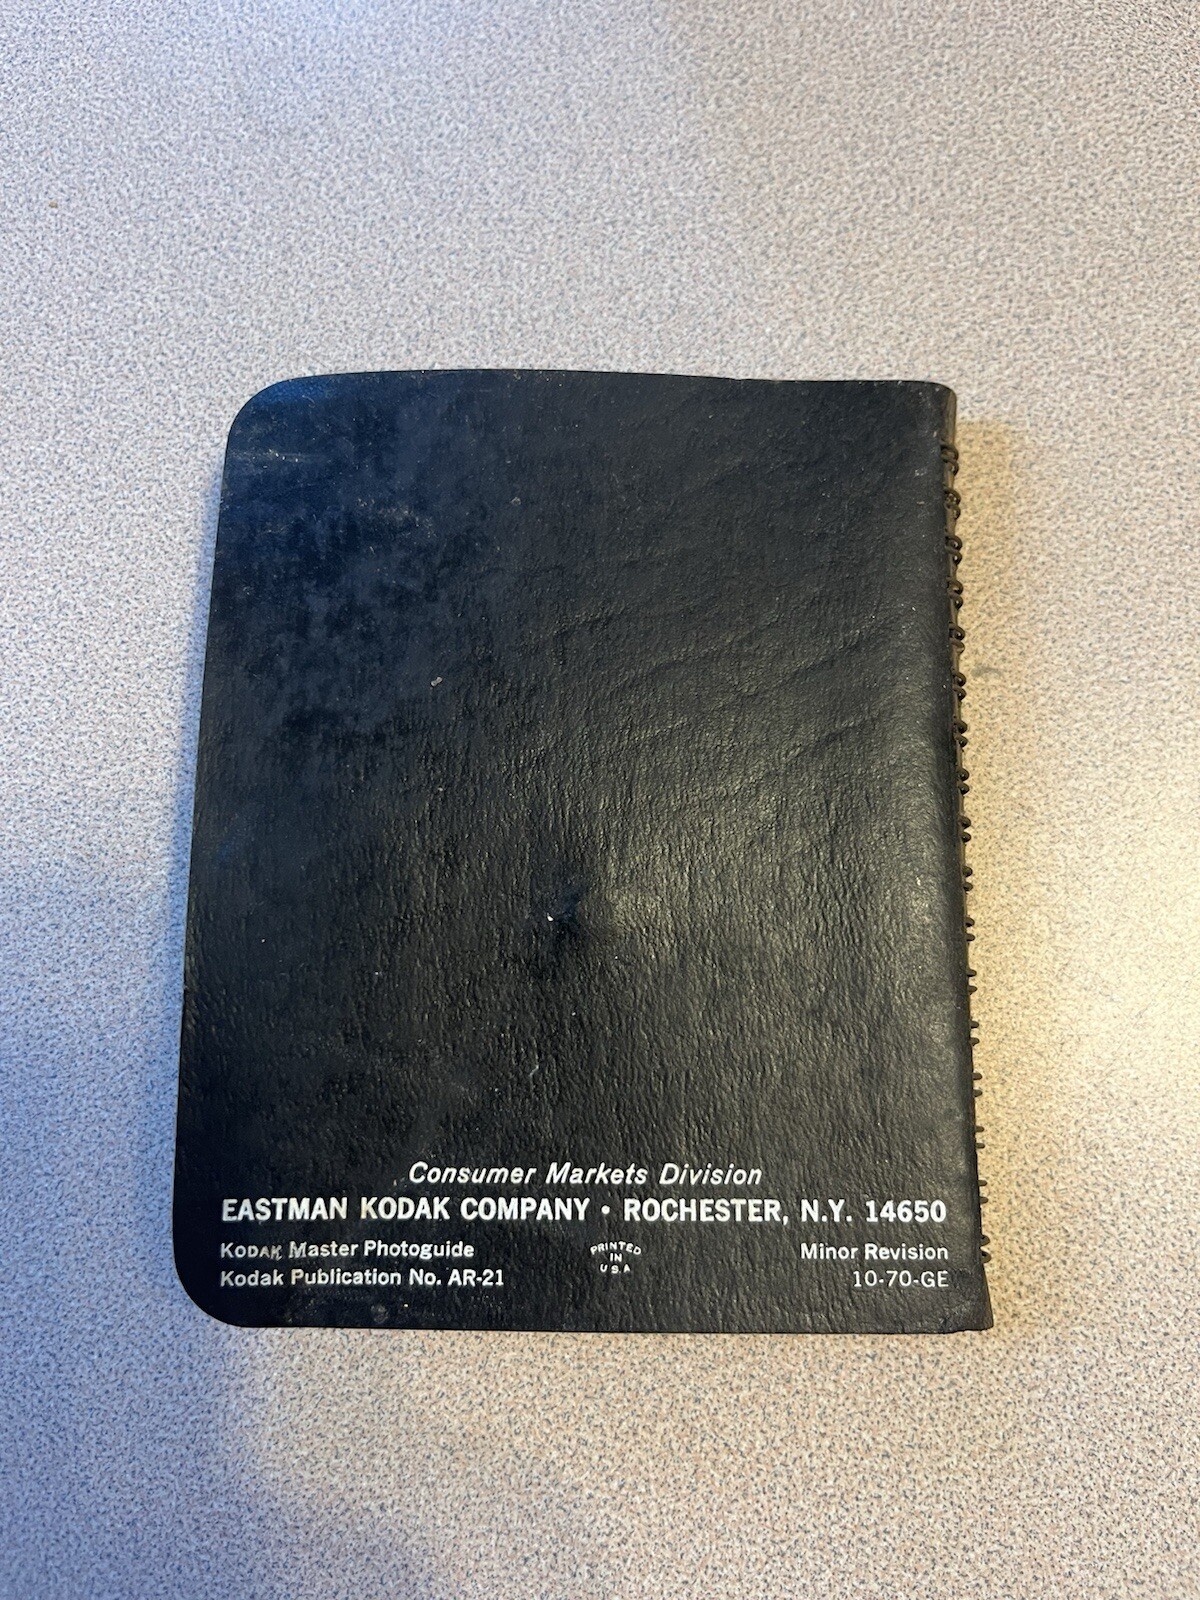 Consumer Markets Division
EASTMAN KODAK COMPANY • ROCHESTER, N.Y. 14650
KODAK Master Photoguide
Kodak Publication No. AR-21
PRINTED
IN
U.S.A
Minor Revision
10-70-GE